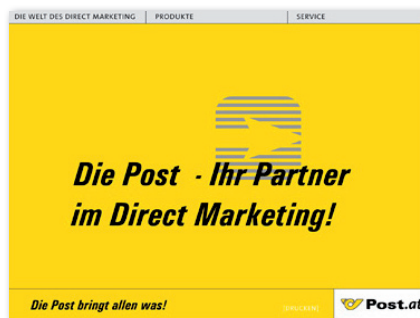 DIE WELT DES DIRECT MARKETING PRODUKTE SERVICE
Die Post - Ihr Partner
im Direct Marketing!
Die Post bringt allen was! [DRUCKEN] Post.at